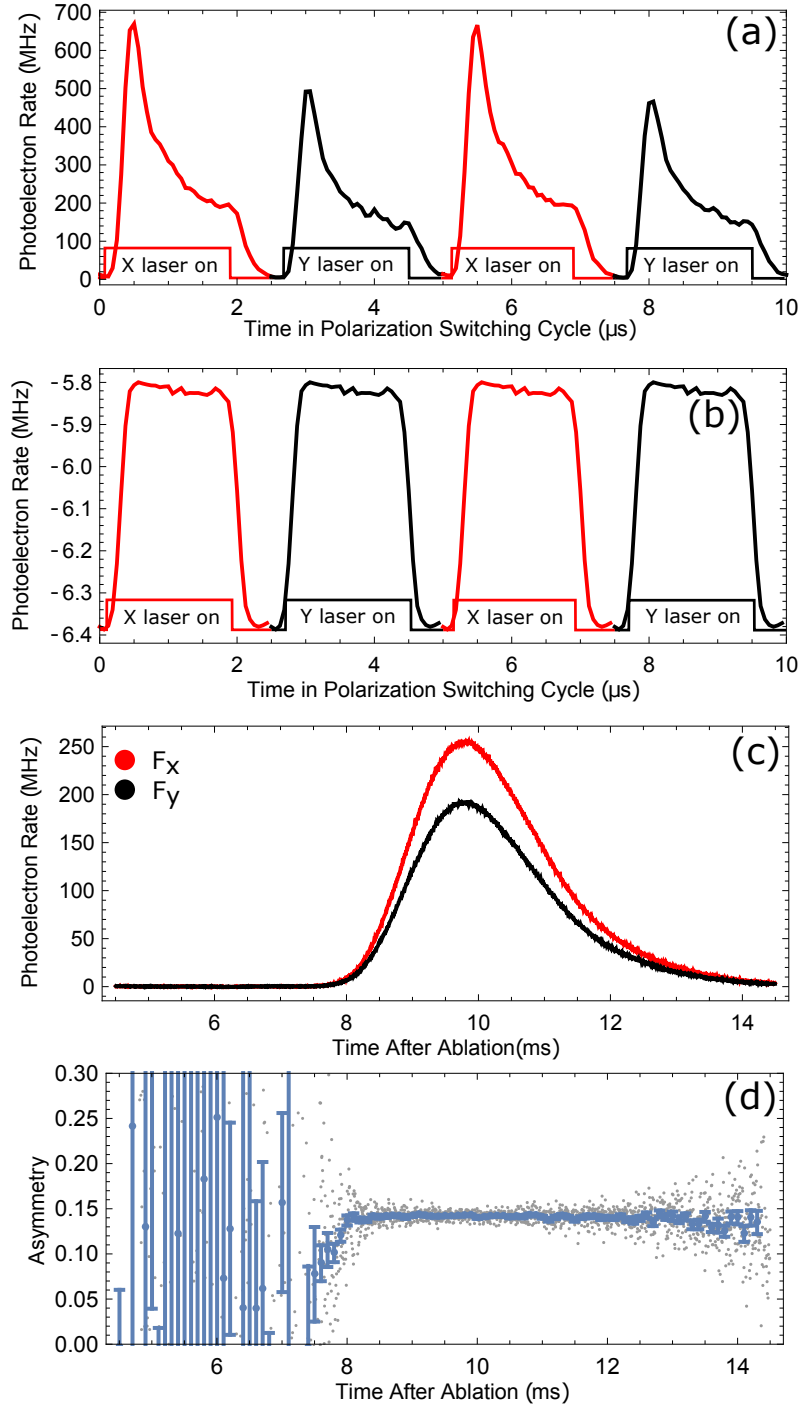 (a)
700
600
500
400
300
200
100
0
Photoelectron Rate (MHz)
X laser on
Y laser on
X laser on
Y laser on
0 2 4 6 8 10
Time in Polarization Switching Cycle (μs)
(b)
-5.8
-5.9
-6.0
-6.1
-6.2
-6.3
-6.4
Photoelectron Rate (MHz)
X laser on
Y laser on
X laser on
Y laser on
0 2 4 6 8 10
Time in Polarization Switching Cycle (μs)
(c)
Fx
Fy
250
200
150
100
50
0
Photoelectron Rate (MHz)
6 8 10 12 14
Time After Ablation(ms)
(d)
0.30
0.25
0.20
0.15
0.10
0.05
0.00
Asymmetry
6 8 10 12 14
Time After Ablation (ms)